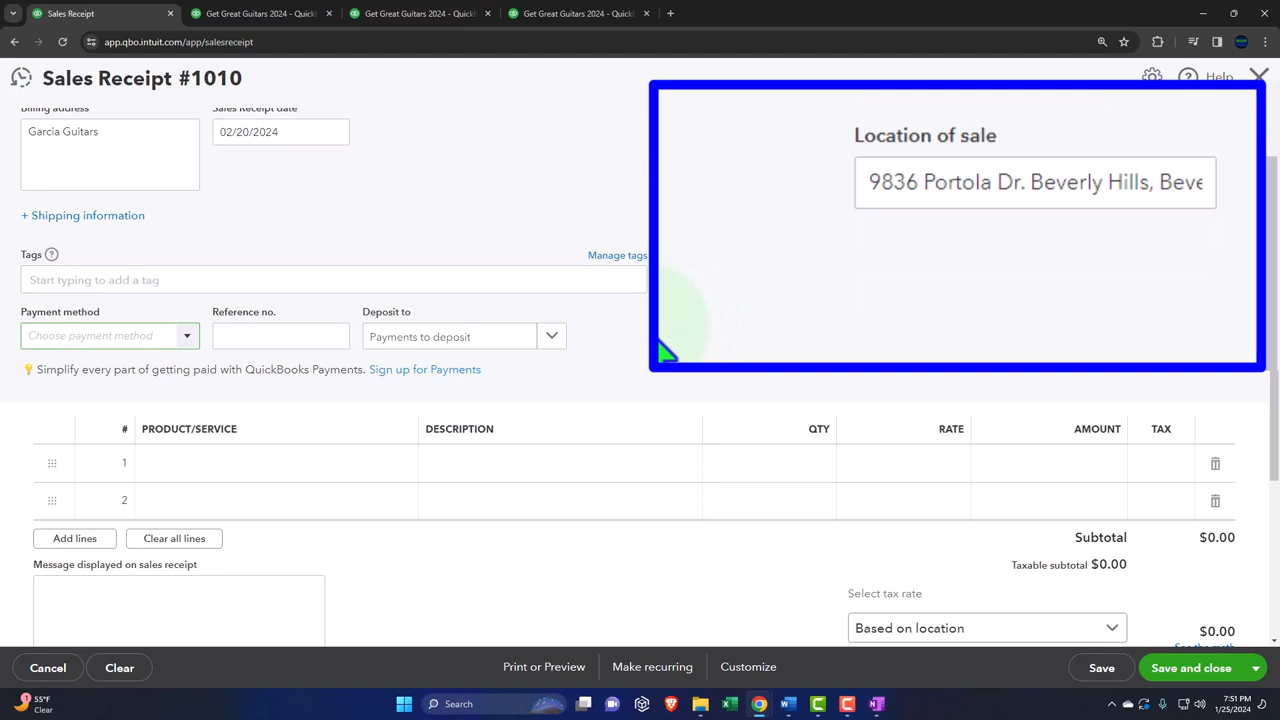 Sales Receipt
Get Great Guitars 2024 - QuickB
Get Great Guitars 2024 - QuickB
Get Great Guitars 2024 - QuickB
app.qbo.intuit.com/app/salesreceipt
Sales Receipt #1010
Help
Billing address
Sales Receipt date
Garcia Guitars
02/20/2024
Location of sale
9836 Portola Dr. Beverly Hills, Beve
+ Shipping information
Tags
Manage tags
Start typing to add a tag
Payment method
Reference no.
Deposit to
Choose payment method
Payments to deposit
Simplify every part of getting paid with QuickBooks Payments. Sign up for Payments
# PRODUCT/SERVICE DESCRIPTION QTY RATE AMOUNT TAX
1
2
Add lines
Clear all lines
Subtotal $0.00
Message displayed on sales receipt
Taxable subtotal $0.00
Select tax rate
Based on location
$0.00
See the math
Cancel
Clear
Print or Preview
Make recurring
Customize
Save
Save and close
55°F
Clear
Search
7:51 PM
1/25/2024